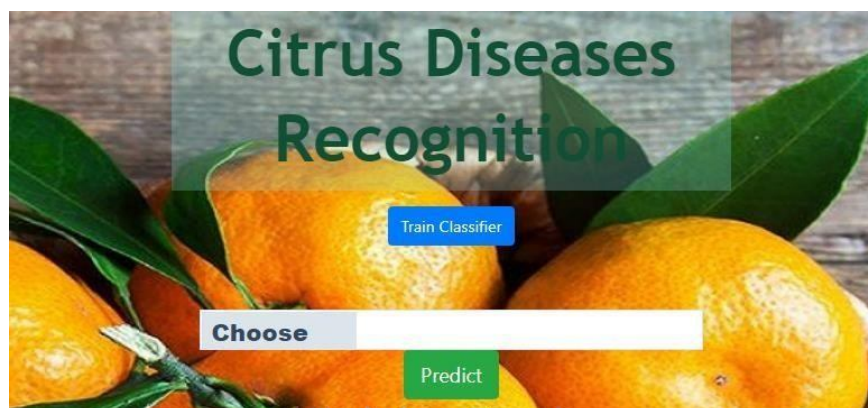 Citrus Diseases
Recognition
Train Classifier
Choose
Predict